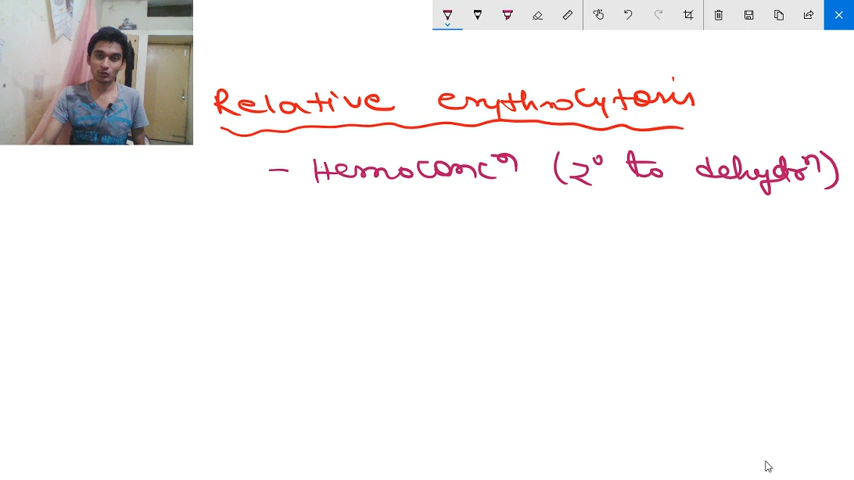 Relative erythrocytosis
- Hemoconcⁿ (2° to dehydrⁿ)